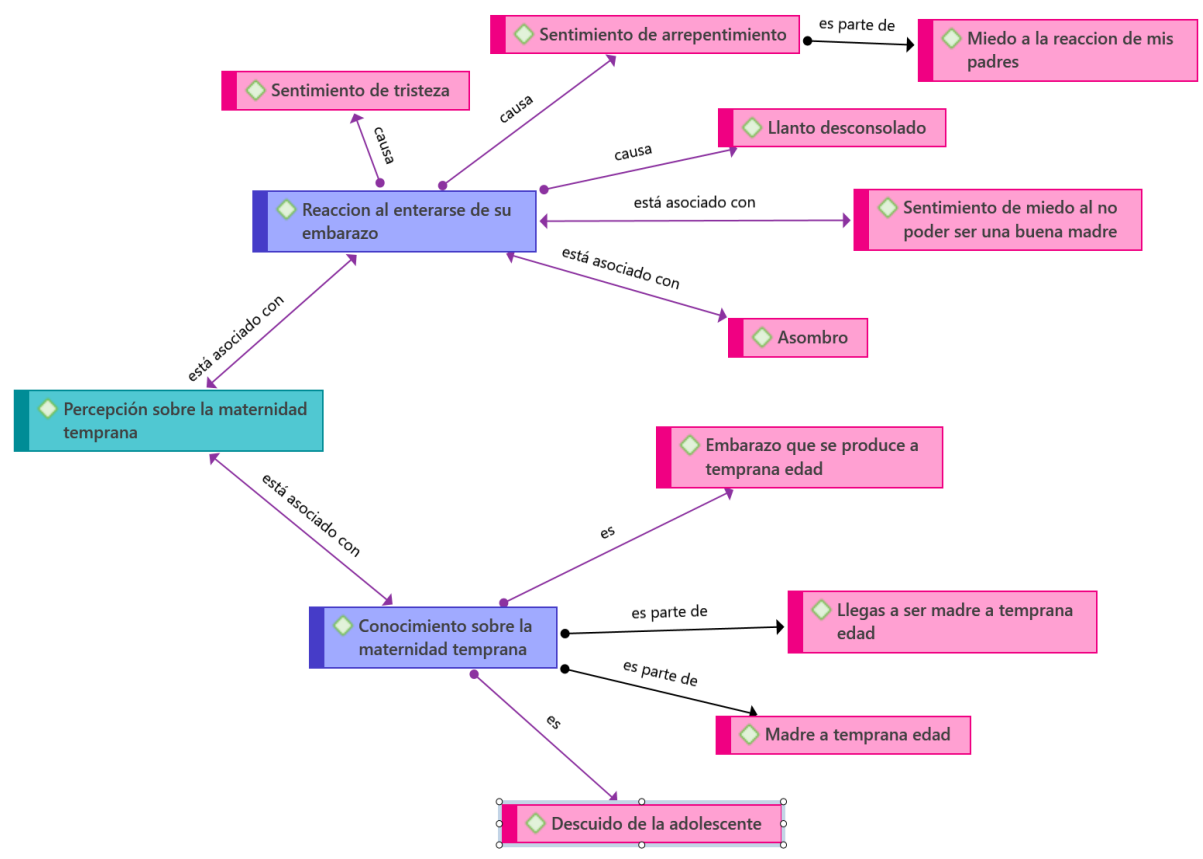 es parte de
Sentimiento de arrepentimiento
Miedo a la reaccion de mis
padres
Sentimiento de tristeza
causa
causa
Llanto desconsolado
causa
Reaccion al enterarse de su
embarazo
está asociado con
Sentimiento de miedo al no
poder ser una buena madre
está asociado con
Asombro
está asociado con
Percepción sobre la maternidad
temprana
está asociado con
Embarazo que se produce a
temprana edad
es
Conocimiento sobre la
maternidad temprana
es parte de
Llegas a ser madre a temprana
edad
es parte de
Madre a temprana edad
es
Descuido de la adolescente